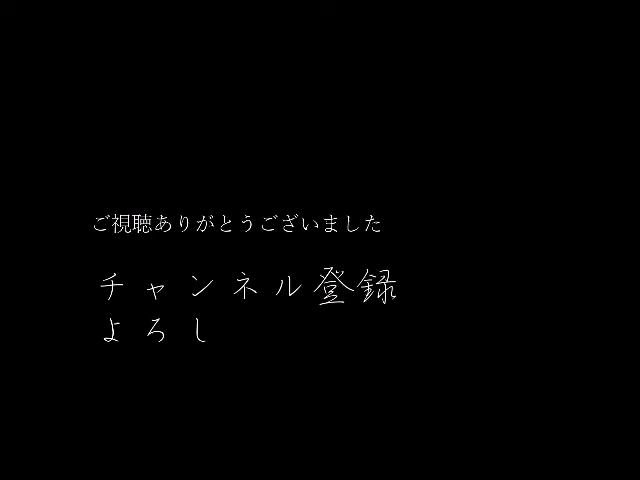 ご視聴ありがとうございました
チャンネル登録
よろし